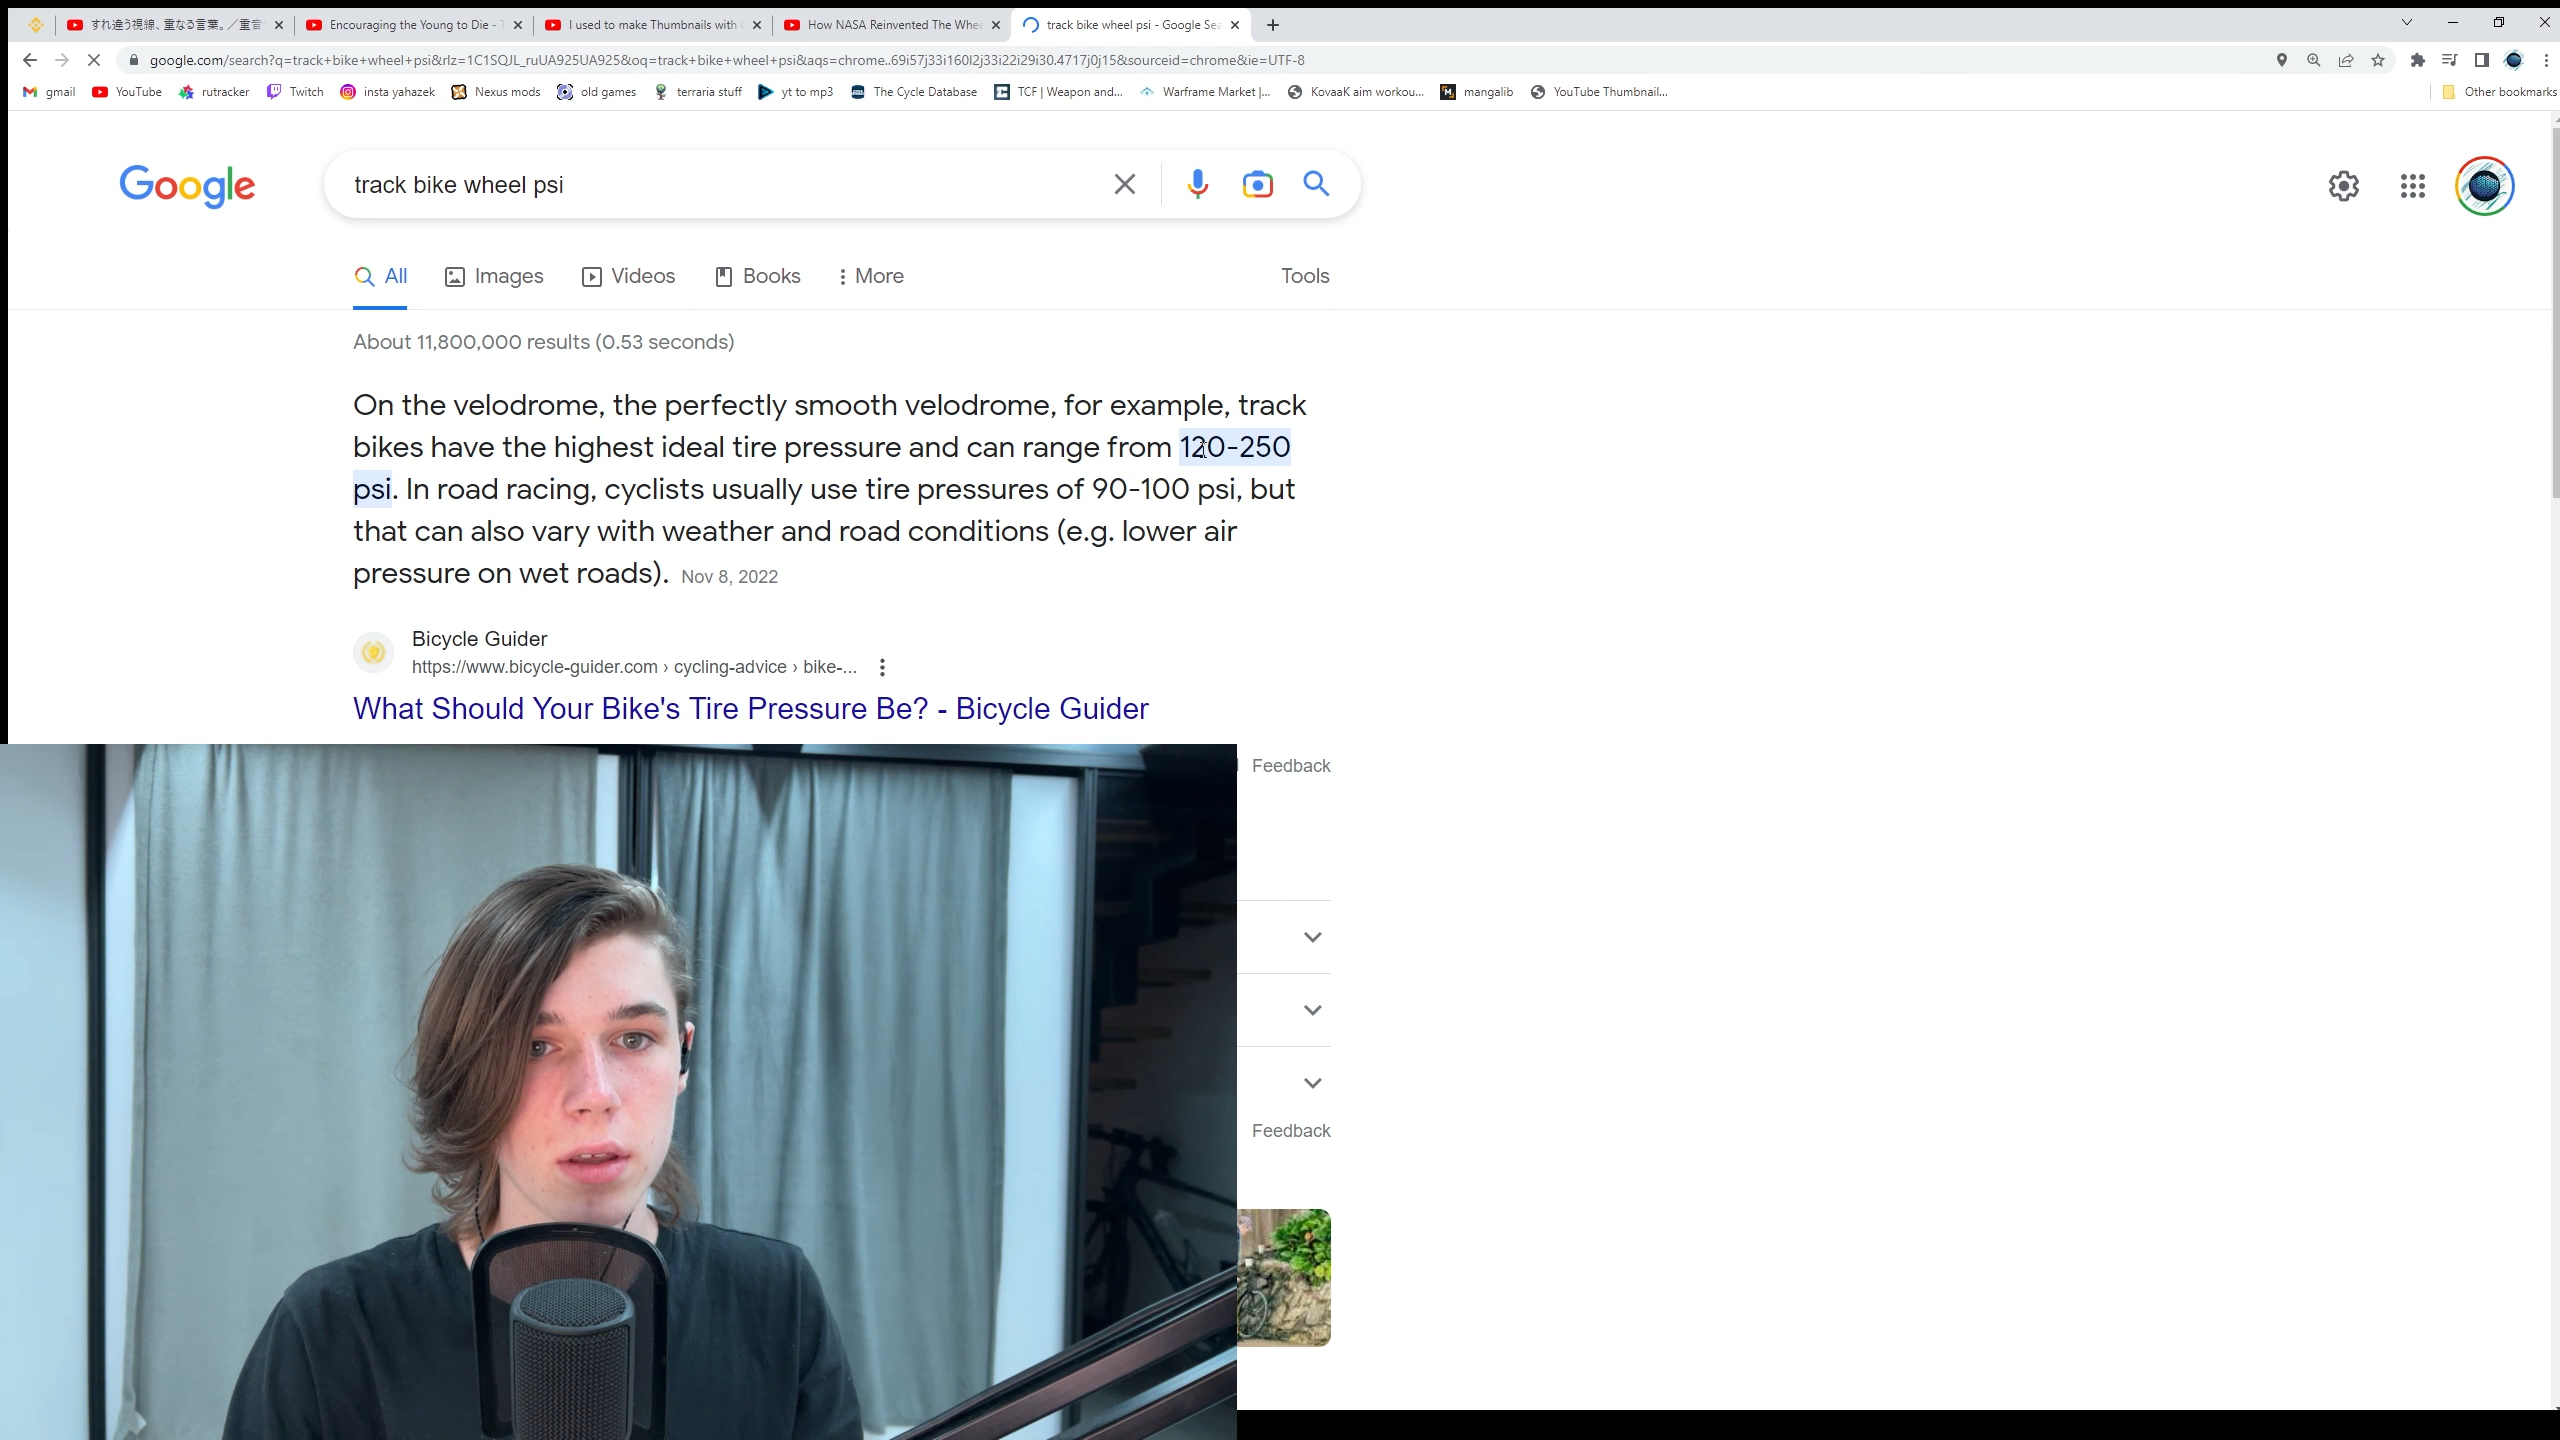 すれ違う視線、重なる言葉。／重音
Encouraging the Young to Die - T
I used to make Thumbnails with
How NASA Reinvented The Whe
track bike wheel psi - Google Sea
google.com/search?q=track+bike+wheel+psi&rlz=1C1SQJL_ruUA925UA925&oq=track+bike+wheel+psi&aqs=chrome..69i57j33i160l2j33i22i29i30.4717j0j15&sourceid=chrome&ie=UTF-8
gmail
YouTube
rutracker
Twitch
insta yahazek
Nexus mods
old games
terraria stuff
yt to mp3
The Cycle Database
TCF | Weapon and...
Warframe Market |...
KovaaK aim workou...
mangalib
YouTube Thumbnail...
Other bookmarks
Google
track bike wheel psi
All
Images
Videos
Books
More
Tools
About 11,800,000 results (0.53 seconds)
On the velodrome, the perfectly smooth velodrome, for example, track
bikes have the highest ideal tire pressure and can range from 120-250
psi. In road racing, cyclists usually use tire pressures of 90-100 psi, but
that can also vary with weather and road conditions (e.g. lower air
pressure on wet roads). Nov 8, 2022
Bicycle Guider
https://www.bicycle-guider.com › cycling-advice › bike-...
What Should Your Bike's Tire Pressure Be? - Bicycle Guider
Feedback
Feedback